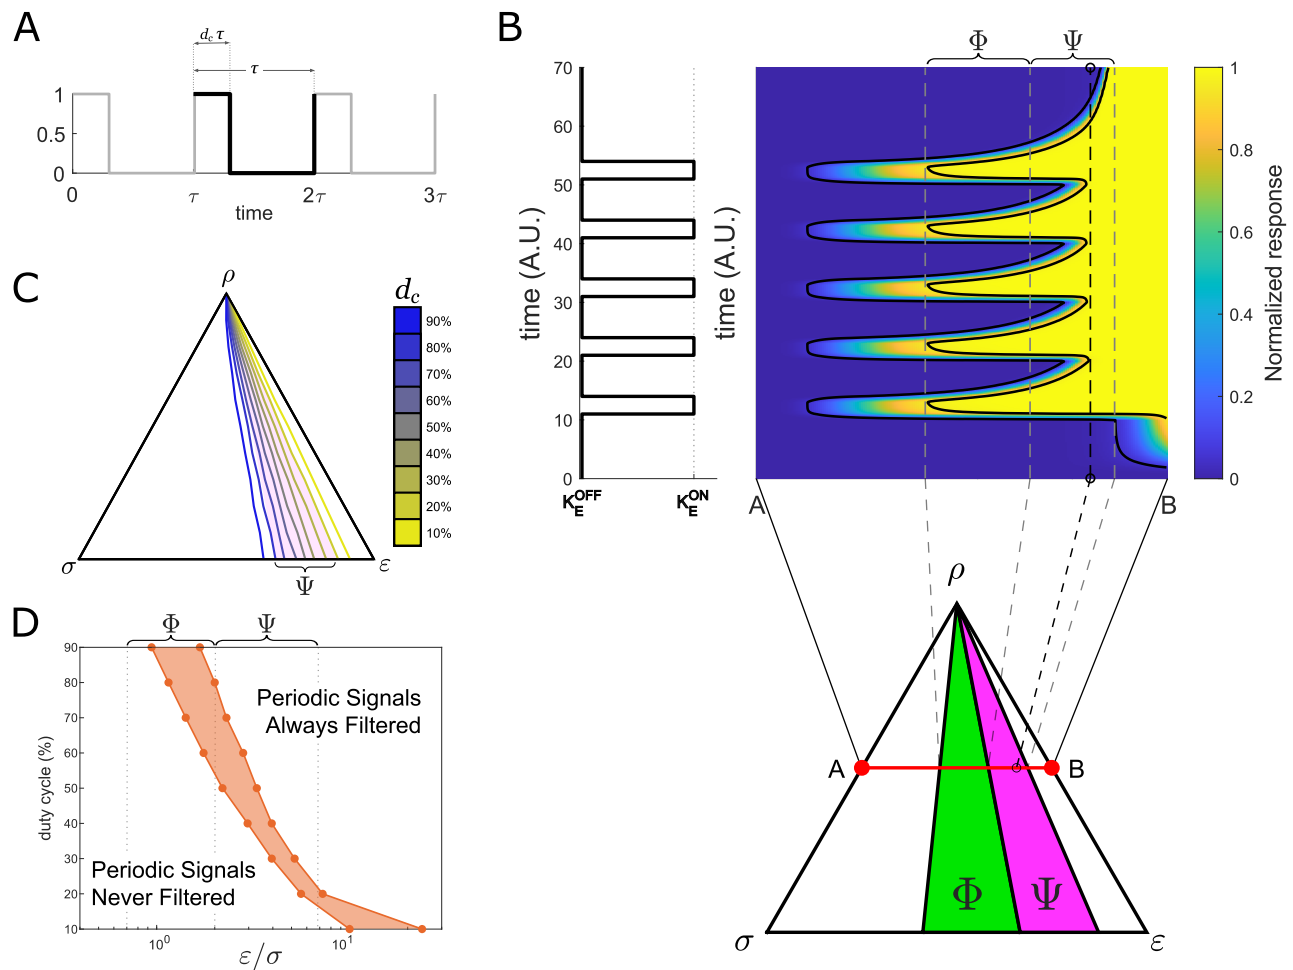 A
d_c τ
τ
1
0.5
0
0
τ
2τ
3τ
time
B
Φ
Ψ
70
60
50
40
30
20
10
0
time (A.U.)
K_E^OFF
K_E^ON
time (A.U.)
A
B
1
0.8
0.6
0.4
0.2
0
Normalized response
C
ρ
σ
ε
Ψ
d_c
90%
80%
70%
60%
50%
40%
30%
20%
10%
ρ
A
B
Φ
Ψ
σ
ε
D
Φ
Ψ
90
80
70
60
50
40
30
20
10
duty cycle (%)
Periodic Signals
Always Filtered
Periodic Signals
Never Filtered
10^0
10^1
ε/σ